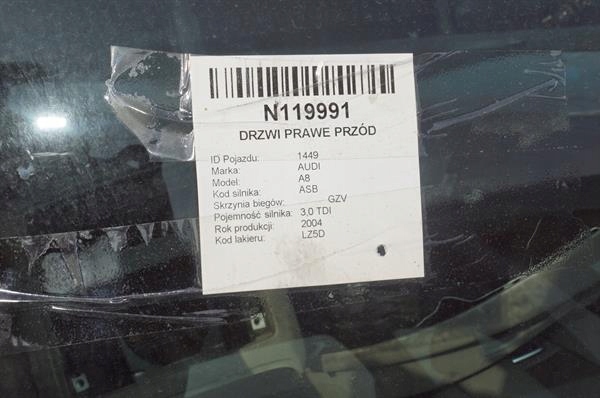 N119991
DRZWI PRAWE PRZÓD
ID Pojazdu: 1449
Marka: AUDI
Model: A8
Kod silnika: ASB
Skrzynia biegów: GZV
Pojemność silnika: 3.0 TDI
Rok produkcji: 2004
Kod lakieru: LZ5D